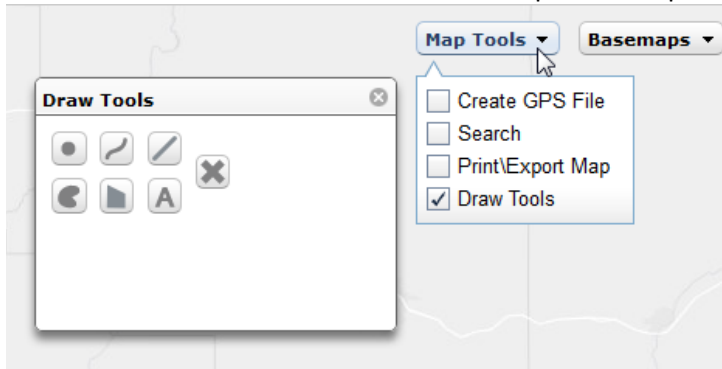 Map Tools
Basemaps
Draw Tools
A
Create GPS File
Search
Print\Export Map
Draw Tools